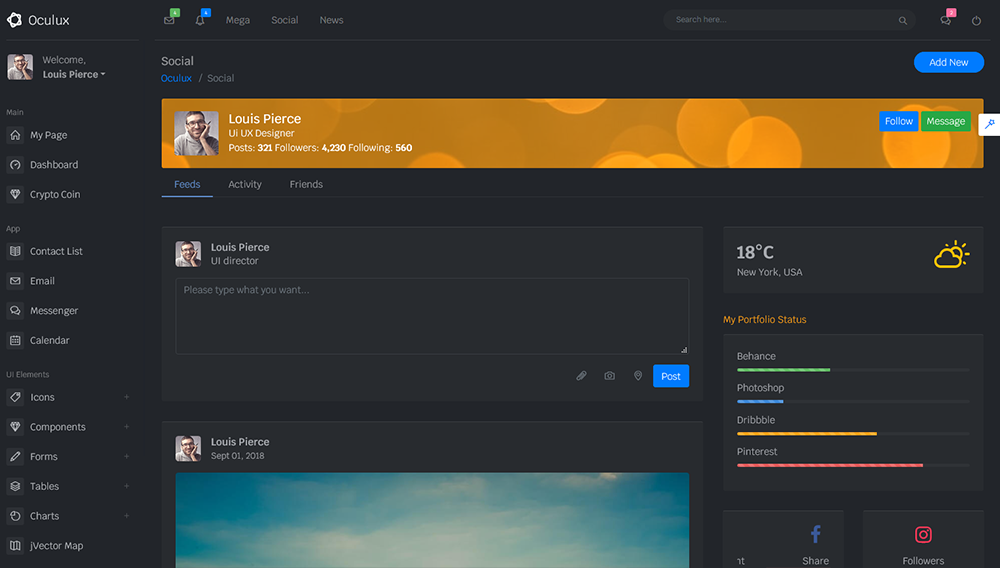 Oculux
Mega
Social
News
Search here...
Welcome,
Louis Pierce
Main
My Page
Dashboard
Crypto Coin
App
Contact List
Email
Messenger
Calendar
Ui Elements
Icons
Components
Forms
Tables
Charts
jVector Map
Social
Oculux / Social
Add New
Louis Pierce
Ui UX Designer
Posts: 321 Followers: 4,230 Following: 560
Follow
Message
Feeds
Activity
Friends
Louis Pierce
UI director
Please type what you want...
Post
Louis Pierce
Sept 01, 2018
18°C
New York, USA
My Portfolio Status
Behance
Photoshop
Dribbble
Pinterest
nt
Share
Followers